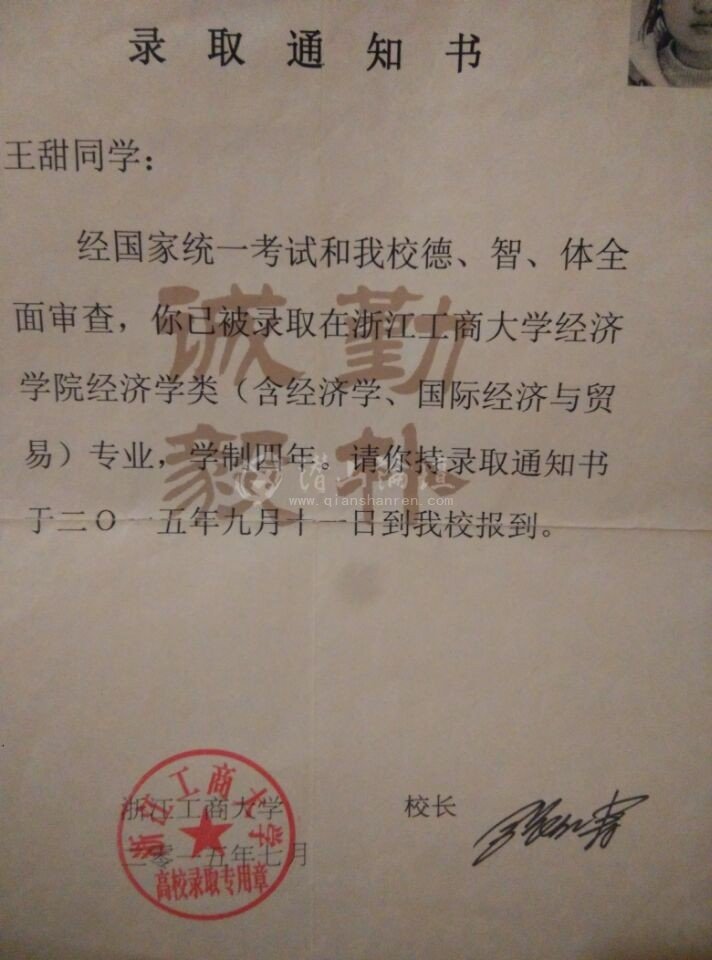 录取通知书
王甜同学：
经国家统一考试和我校德、智、体全
面审查，你已被录取在浙江工商大学经济
学院经济学类（含经济学、国际经济与贸
易）专业，学制四年。请你持录取通知书
于二〇一五年九月十一日到我校报到。
诚勤
毅朴
潜山论坛
www.qianshanren.com
浙江工商大学
二零一五年七月
浙江工商大学
高校录取专用章
校长